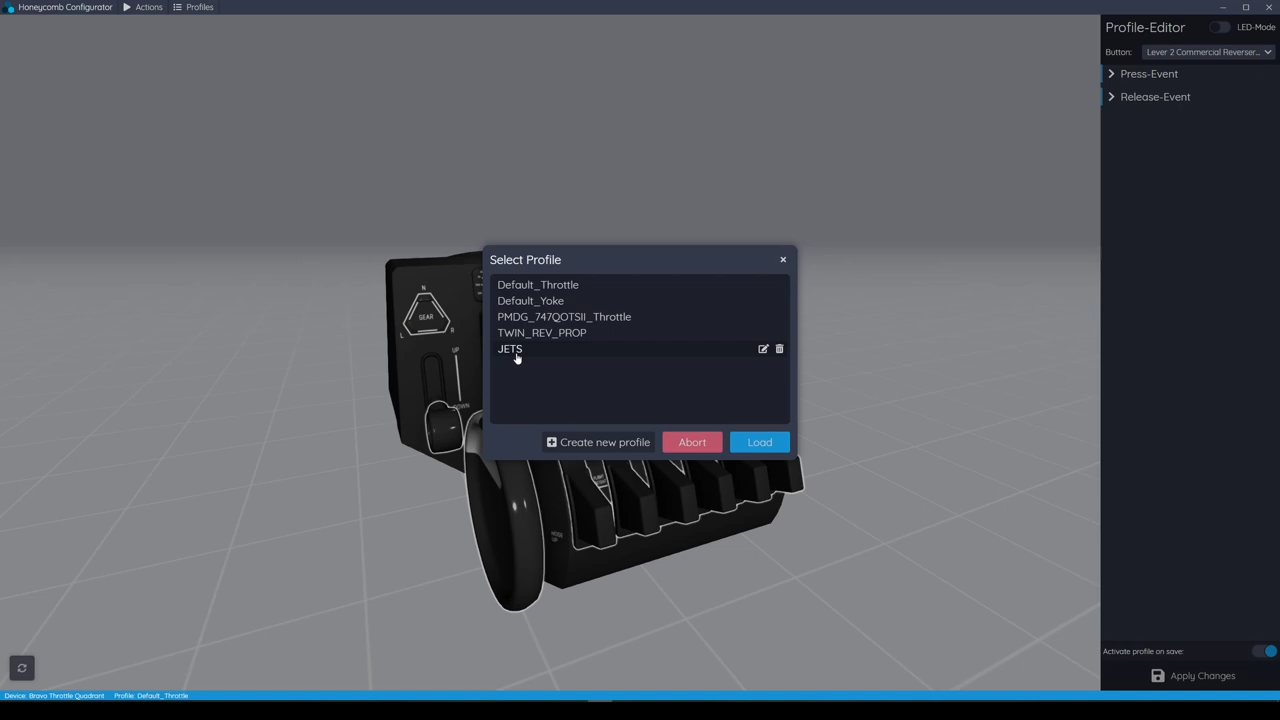 Honeycomb Configurator
Actions
Profiles
Profile-Editor
LED-Mode
Button:
Lever 2 Commercial Reverser...
Press-Event
Release-Event
Select Profile
Default_Throttle
Default_Yoke
PMDG_747QOTSII_Throttle
TWIN_REV_PROP
JETS
Create new profile
Abort
Load
N
GEAR
L
R
UP
DOWN
Activate profile on save:
Apply Changes
Device: Bravo Throttle Quadrant
Profile: Default_Throttle